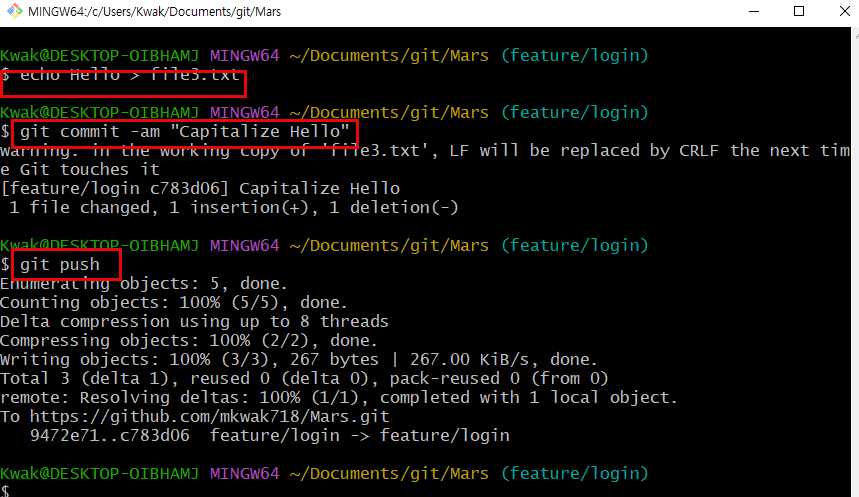 MINGW64:/c/Users/Kwak/Documents/git/Mars
Kwak@DESKTOP-OIBHAMJ MINGW64 ~/Documents/git/Mars (feature/login)
$ echo Hello > file3.txt
Kwak@DESKTOP-OIBHAMJ MINGW64 ~/Documents/git/Mars (feature/login)
$ git commit -am "Capitalize Hello"
warning: in the working copy of 'file3.txt', LF will be replaced by CRLF the next tim
e Git touches it
[feature/login c783d06] Capitalize Hello
 1 file changed, 1 insertion(+), 1 deletion(-)
Kwak@DESKTOP-OIBHAMJ MINGW64 ~/Documents/git/Mars (feature/login)
$ git push
Enumerating objects: 5, done.
Counting objects: 100% (5/5), done.
Delta compression using up to 8 threads
Compressing objects: 100% (2/2), done.
Writing objects: 100% (3/3), 267 bytes | 267.00 KiB/s, done.
Total 3 (delta 1), reused 0 (delta 0), pack-reused 0 (from 0)
remote: Resolving deltas: 100% (1/1), completed with 1 local object.
To https://github.com/mkwak718/Mars.git
   9472e71..c783d06  feature/login -> feature/login
Kwak@DESKTOP-OIBHAMJ MINGW64 ~/Documents/git/Mars (feature/login)
$